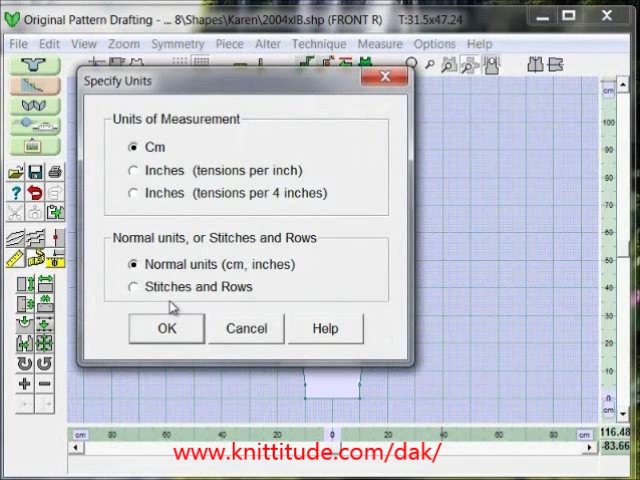 Original Pattern Drafting - ... 8\Shapes\Karen\2004xlB.shp (FRONT R) T:31.5x47.24
File Edit View Zoom Symmetry Piece Alter Technique Measure Options Help
Specify Units
Units of Measurement
Cm
Inches (tensions per inch)
Inches (tensions per 4 inches)
Normal units, or Stitches and Rows
Normal units (cm, inches)
Stitches and Rows
OK Cancel Help
cm
100
80
60
50
40
30
20
10
0
cm
cm 80 60 40 20 0 20 40 60 80 cm
116.48
-83.66
www.knittitude.com/dak/